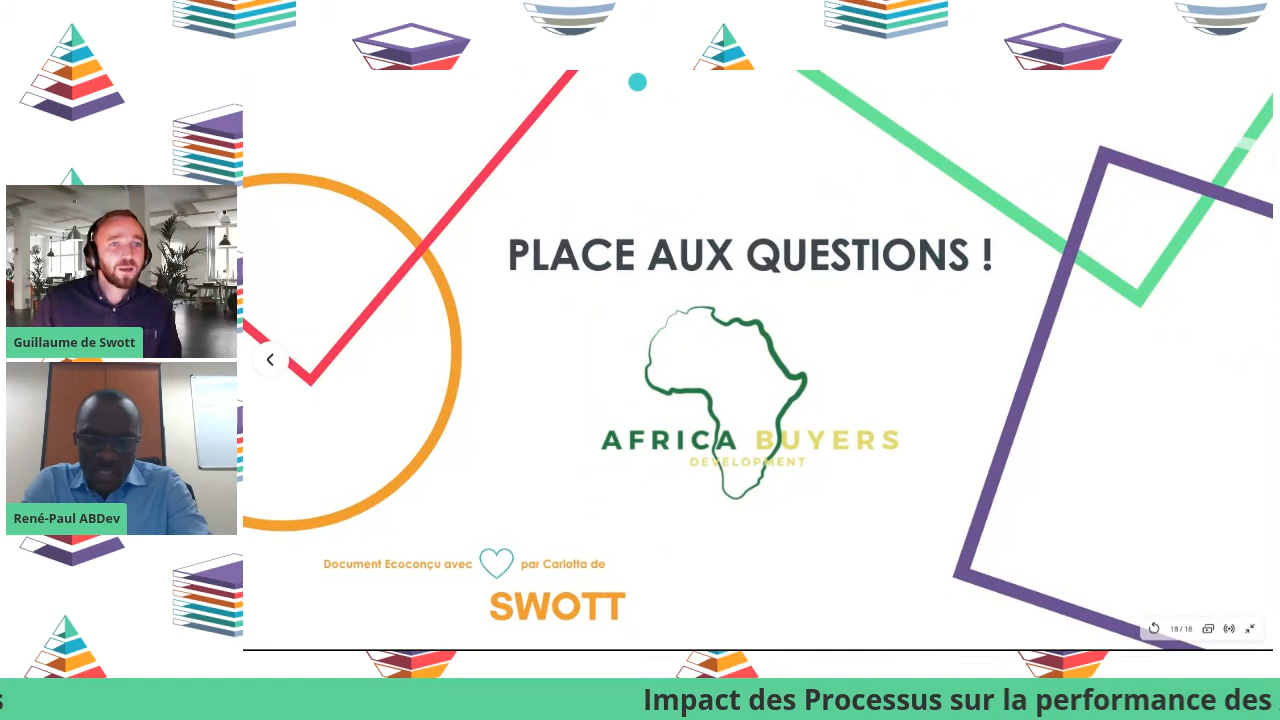 PLACE AUX QUESTIONS !
Guillaume de Swott
AFRICA BUYERS
DEVELOPMENT
René-Paul ABDev
Document Ecoconçu avec par Carlotta de
SWOTT
18 / 18
s Impact des Processus sur la performance des